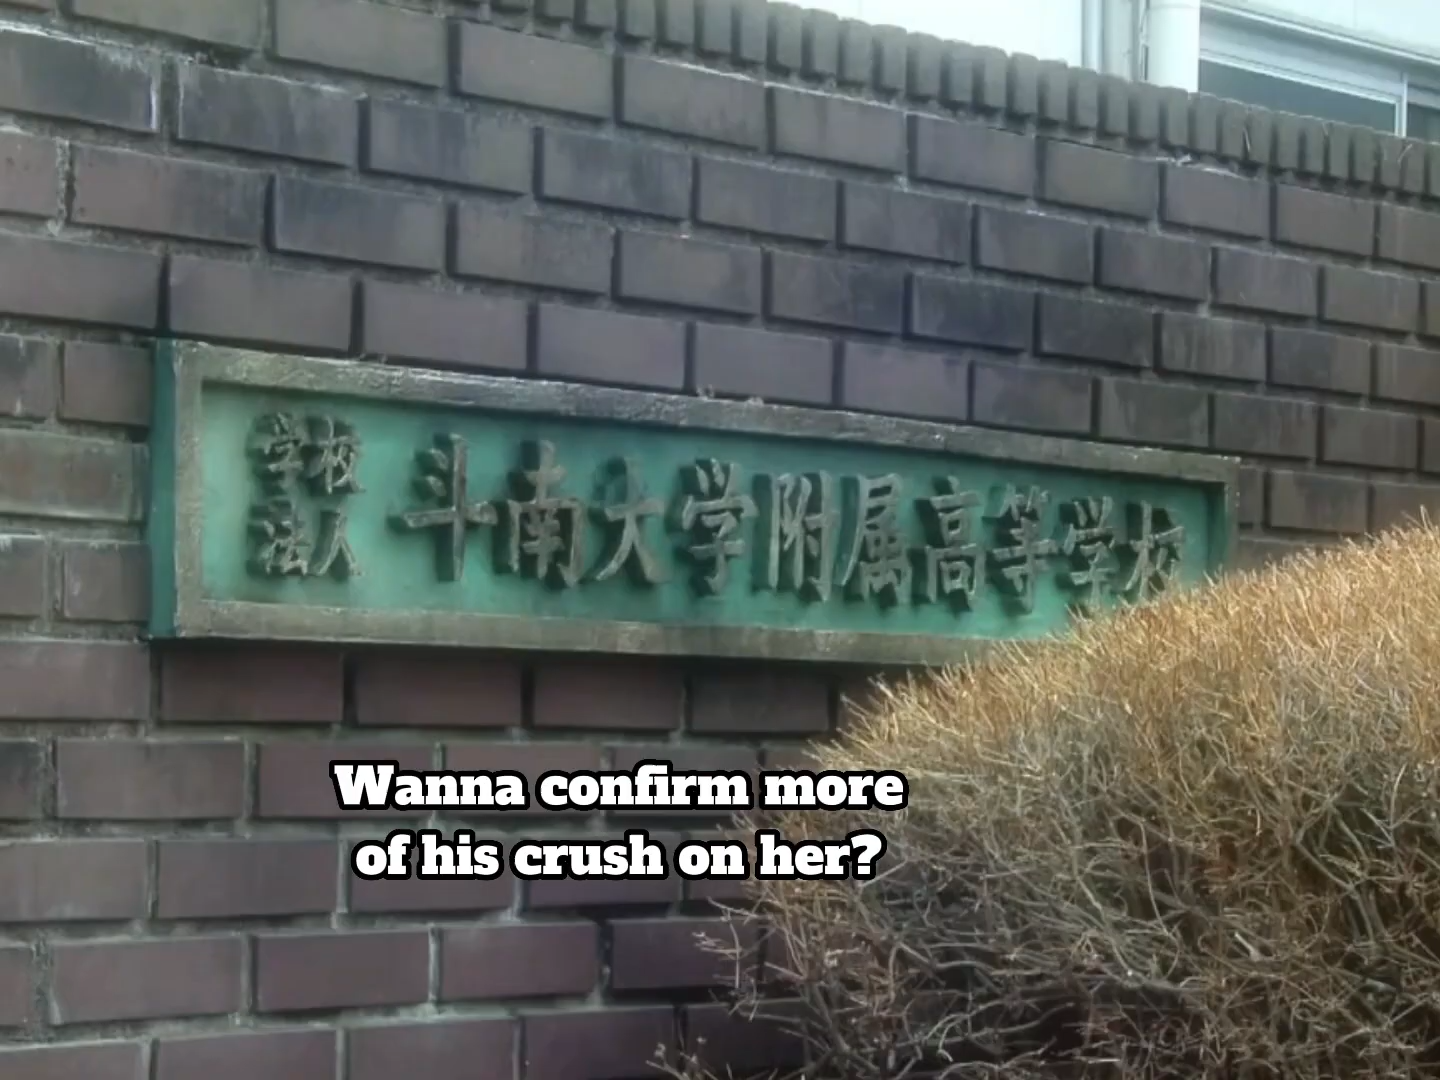 学校
法人
斗南大学附属高等学校
Wanna confirm more
of his crush on her?